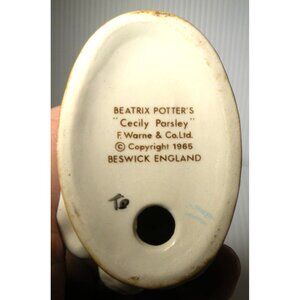 BEATRIX POTTER'S
"Cecily Parsley"
F. Warne & Co. Ltd.
© Copyright 1965
BESWICK ENGLAND